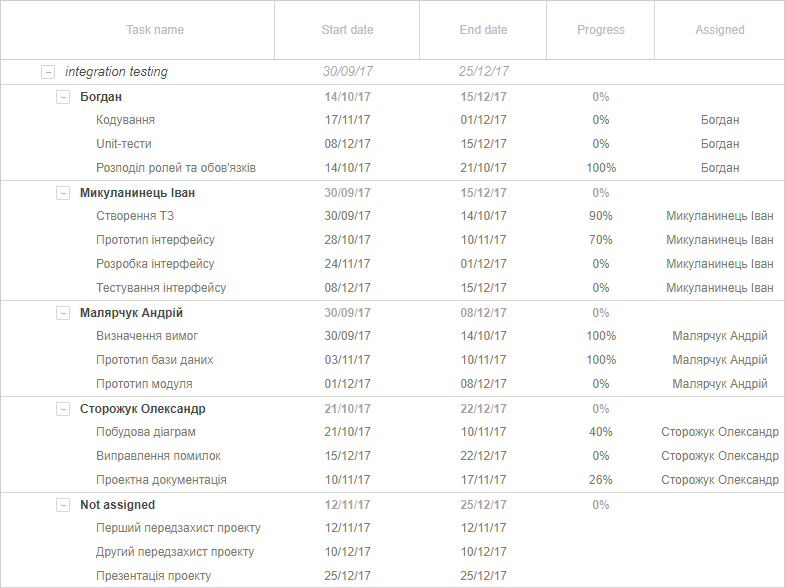 Task name Start date End date Progress Assigned
integration testing 30/09/17 25/12/17
Богдан 14/10/17 15/12/17 0%
Кодування 17/11/17 01/12/17 0% Богдан
Unit-тести 08/12/17 15/12/17 0% Богдан
Розподіл ролей та обов'язків 14/10/17 21/10/17 100% Богдан
Микуланинець Іван 30/09/17 15/12/17 0%
Створення ТЗ 30/09/17 14/10/17 90% Микуланинець Іван
Прототип інтерфейсу 28/10/17 10/11/17 70% Микуланинець Іван
Розробка інтерфейсу 24/11/17 01/12/17 0% Микуланинець Іван
Тестування інтерфейсу 08/12/17 15/12/17 0% Микуланинець Іван
Малярчук Андрій 30/09/17 08/12/17 0%
Визначення вимог 30/09/17 14/10/17 100% Малярчук Андрій
Прототип бази даних 03/11/17 10/11/17 100% Малярчук Андрій
Прототип модуля 01/12/17 08/12/17 0% Малярчук Андрій
Сторожук Олександр 21/10/17 22/12/17 0%
Побудова діаграм 21/10/17 10/11/17 40% Сторожук Олександр
Виправлення помилок 15/12/17 22/12/17 0% Сторожук Олександр
Проектна документація 10/11/17 17/11/17 26% Сторожук Олександр
Not assigned 12/11/17 25/12/17 0%
Перший передзахист проекту 12/11/17 12/11/17
Другий передзахист проекту 10/12/17 10/12/17
Презентація проекту 25/12/17 25/12/17